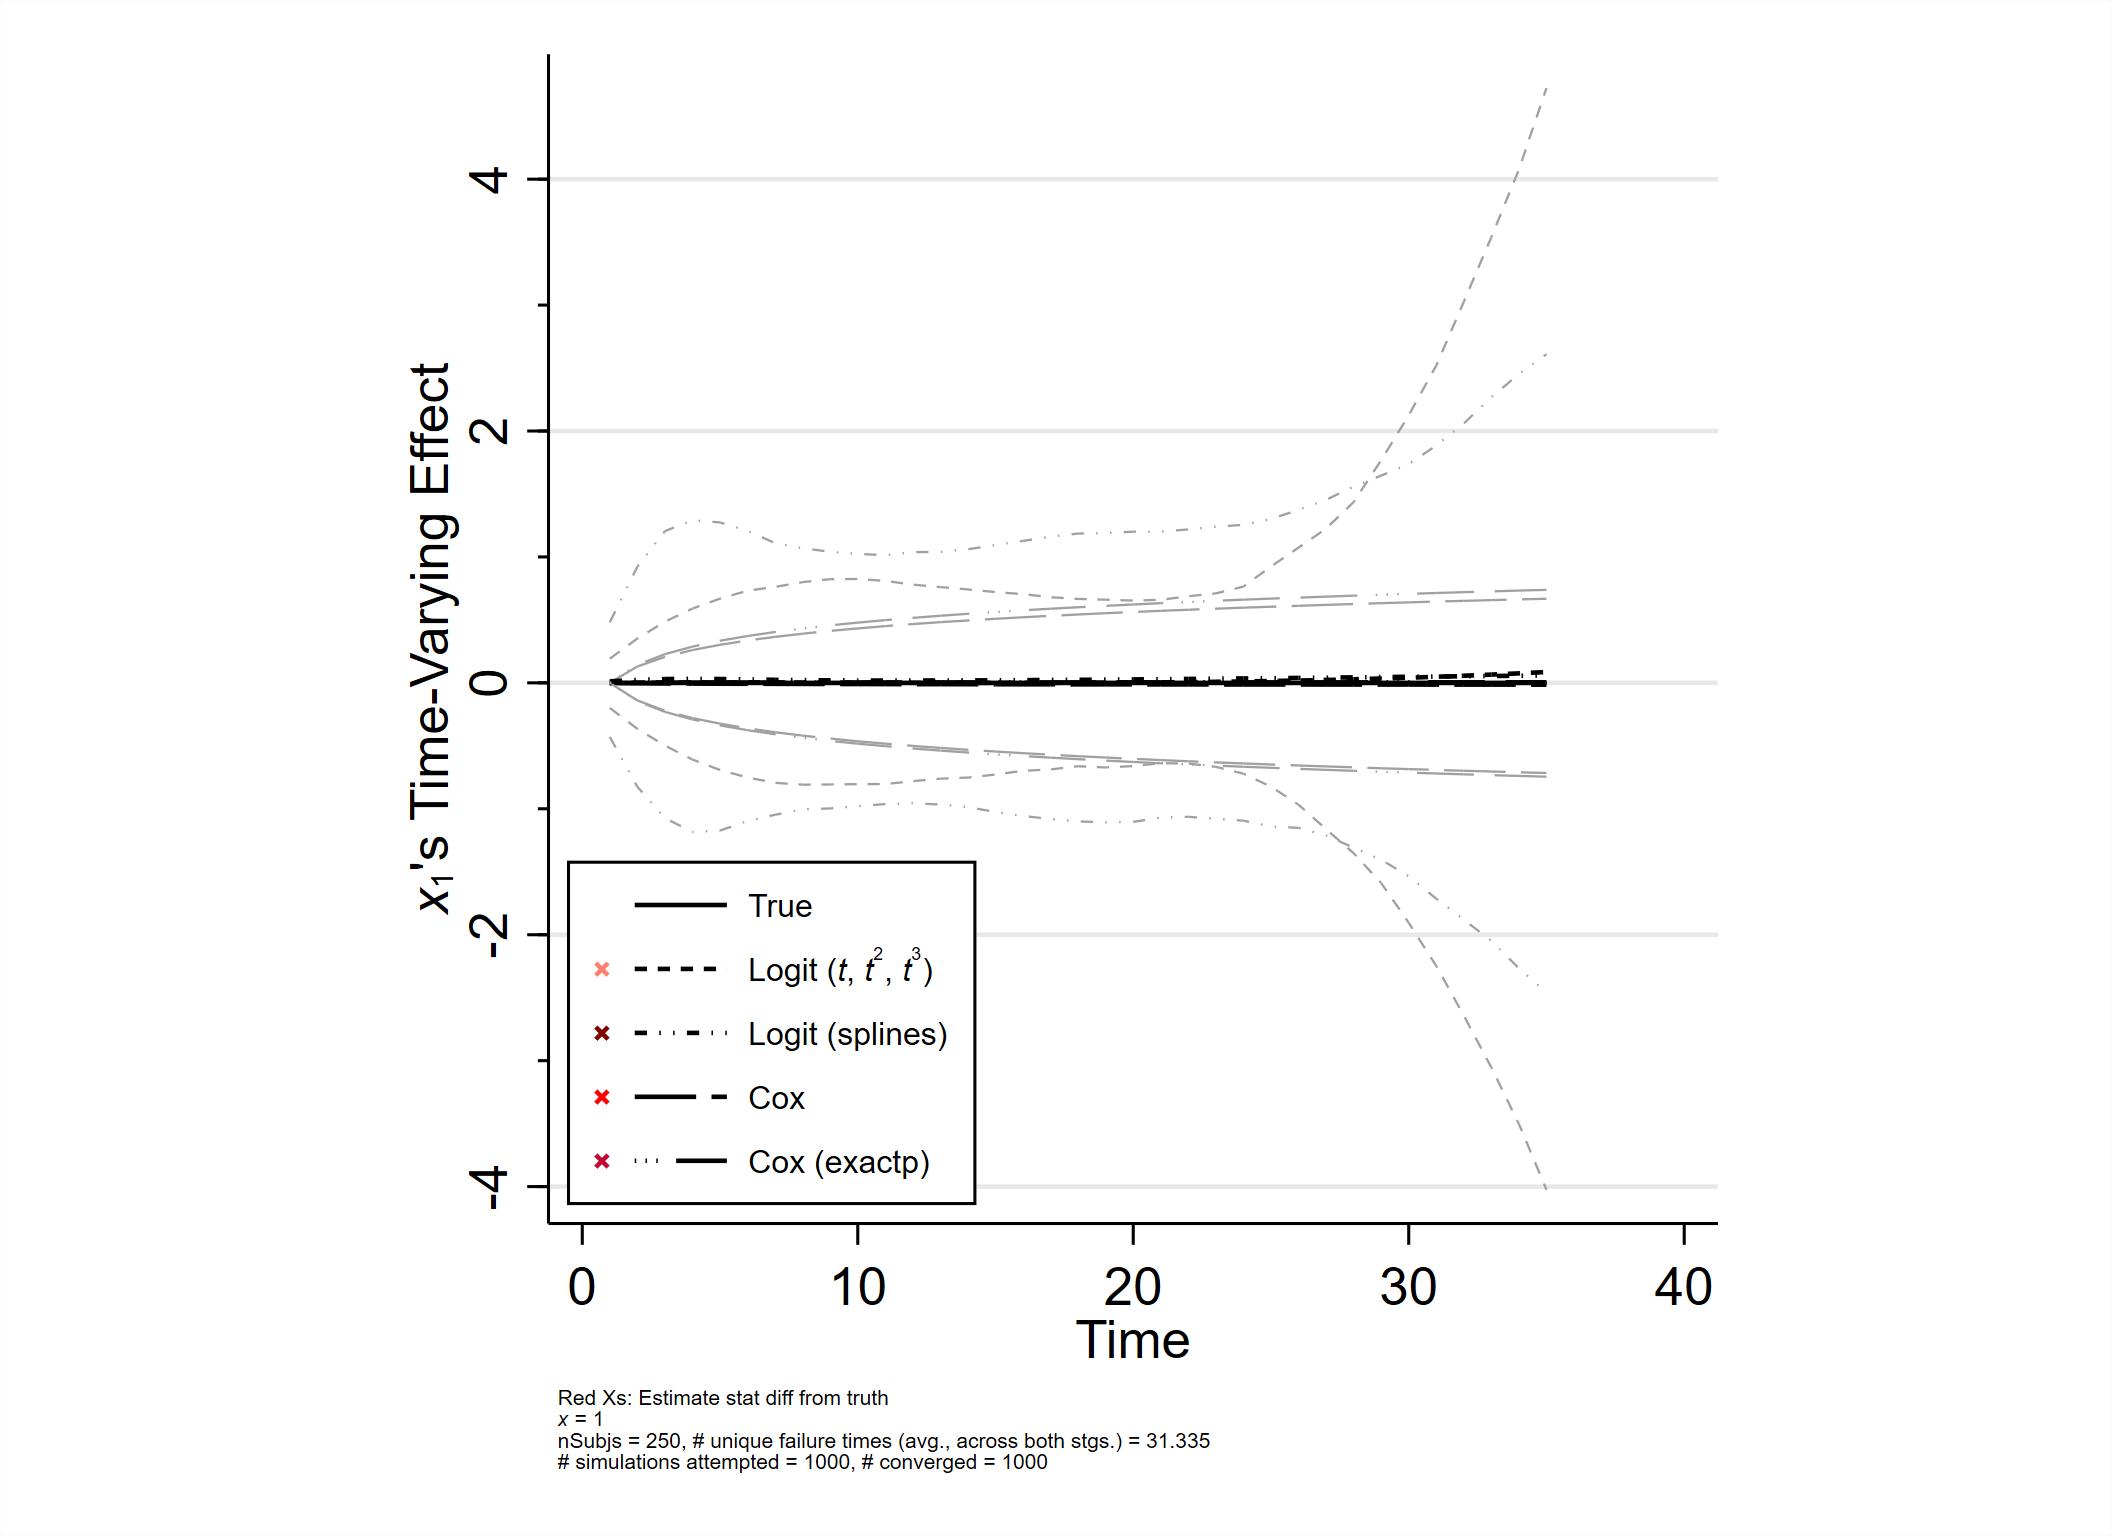 x₁'s Time-Varying Effect
4
2
0
-2
-4
True
Logit (t, t², t³)
Logit (splines)
Cox
Cox (exactp)
0 10 20 30 40
Time
Red Xs: Estimate stat diff from truth
x = 1
nSubjs = 250, # unique failure times (avg., across both stgs.) = 31.335
# simulations attempted = 1000, # converged = 1000